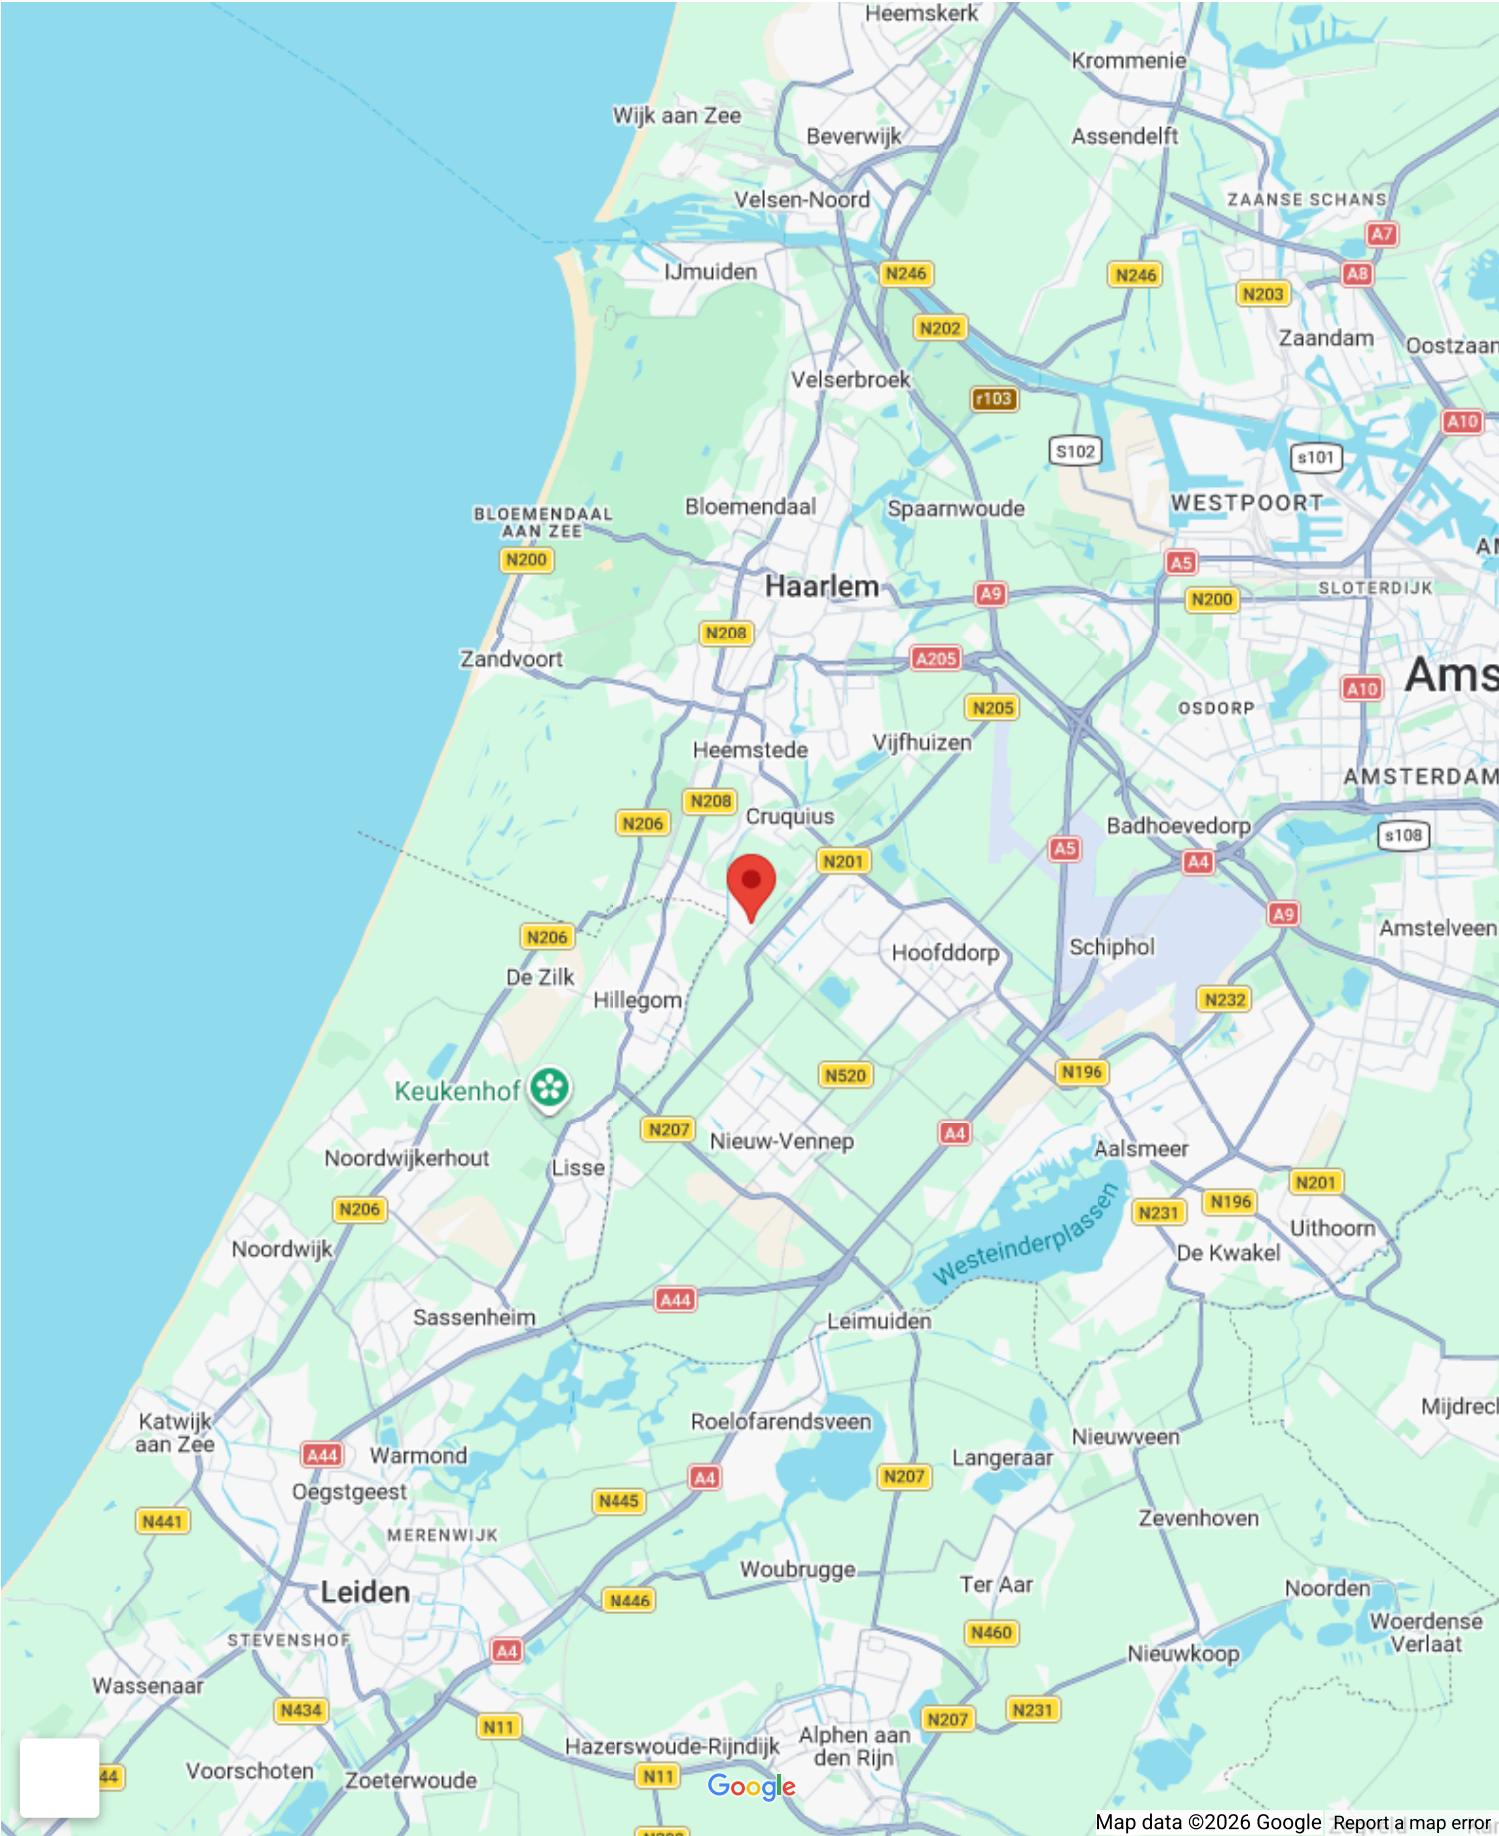 Heemskerk
Krommenie
Wijk aan Zee
Beverwijk
Assendelft
Velsen-Noord
ZAANSE SCHANS
A7
IJmuiden
N246
N246
A8
N203
N202
Zaandam
Oostzaan
Velserbroek
r103
A10
S102
s101
Bloemendaal
Spaarnwoude
WESTPOORT
BLOEMENDAAL
AAN ZEE
N200
A5
Haarlem
A9
N200
SLOTERDIJK
N208
Zandvoort
A205
Ams
A10
N205
OSDORP
Heemstede
Vijfhuizen
AMSTERDAM
N208
N206
Cruquius
Badhoevedorp
s108
A5
N201
A4
A9
N206
Amstelveen
Hoofddorp
Schiphol
De Zilk
Hillegom
N232
Keukenhof
N520
N196
N207
Nieuw-Vennep
A4
Aalsmeer
Noordwijkerhout
Lisse
N201
N206
N231
N196
Westeinderplassen
Uithoorn
Noordwijk
De Kwakel
A44
Sassenheim
Leimuiden
Mijdrecl
Katwijk
aan Zee
Roelofarendsveen
Nieuwveen
A44
Warmond
Langeraar
A4
N207
Oegstgeest
N445
N441
MERENWIJK
Zevenhoven
Woubrugge
Leiden
Ter Aar
Noorden
N446
Woerdense
Verlaat
STEVENSHOF
N460
A4
Nieuwkoop
Wassenaar
N434
N231
N207
N11
Alphen aan
den Rijn
Hazerswoude-Rijndijk
44
Voorschoten
Zoeterwoude
N11
Google
Map data ©2026 Google
Report a map error